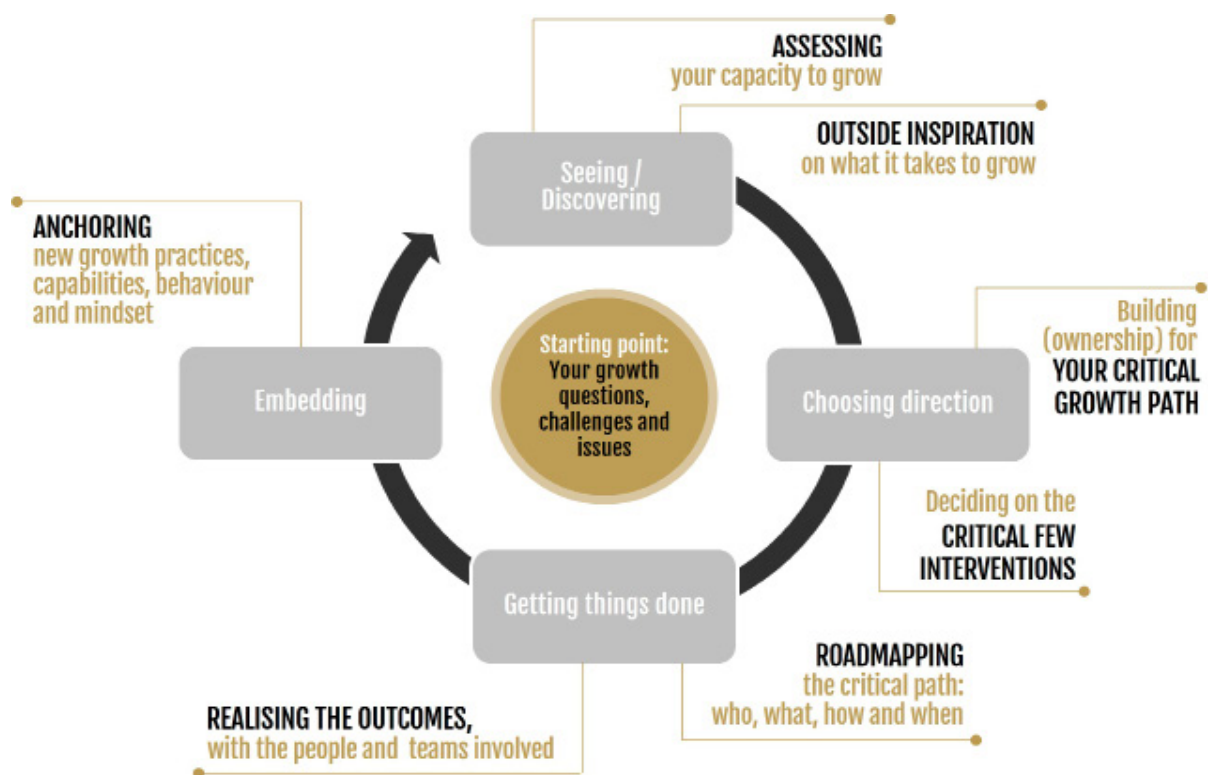 ASSESSING
your capacity to grow
OUTSIDE INSPIRATION
on what it takes to grow
Seeing /
Discovering
ANCHORING
new growth practices,
capabilities, behaviour
and mindset
Building
(ownership) for
YOUR CRITICAL
GROWTH PATH
Starting point:
Your growth
questions,
challenges and
issues
Embedding
Choosing direction
Deciding on the
CRITICAL FEW
INTERVENTIONS
Getting things done
ROADMAPPING
the critical path:
who, what, how and when
REALISING THE OUTCOMES,
with the people and teams involved